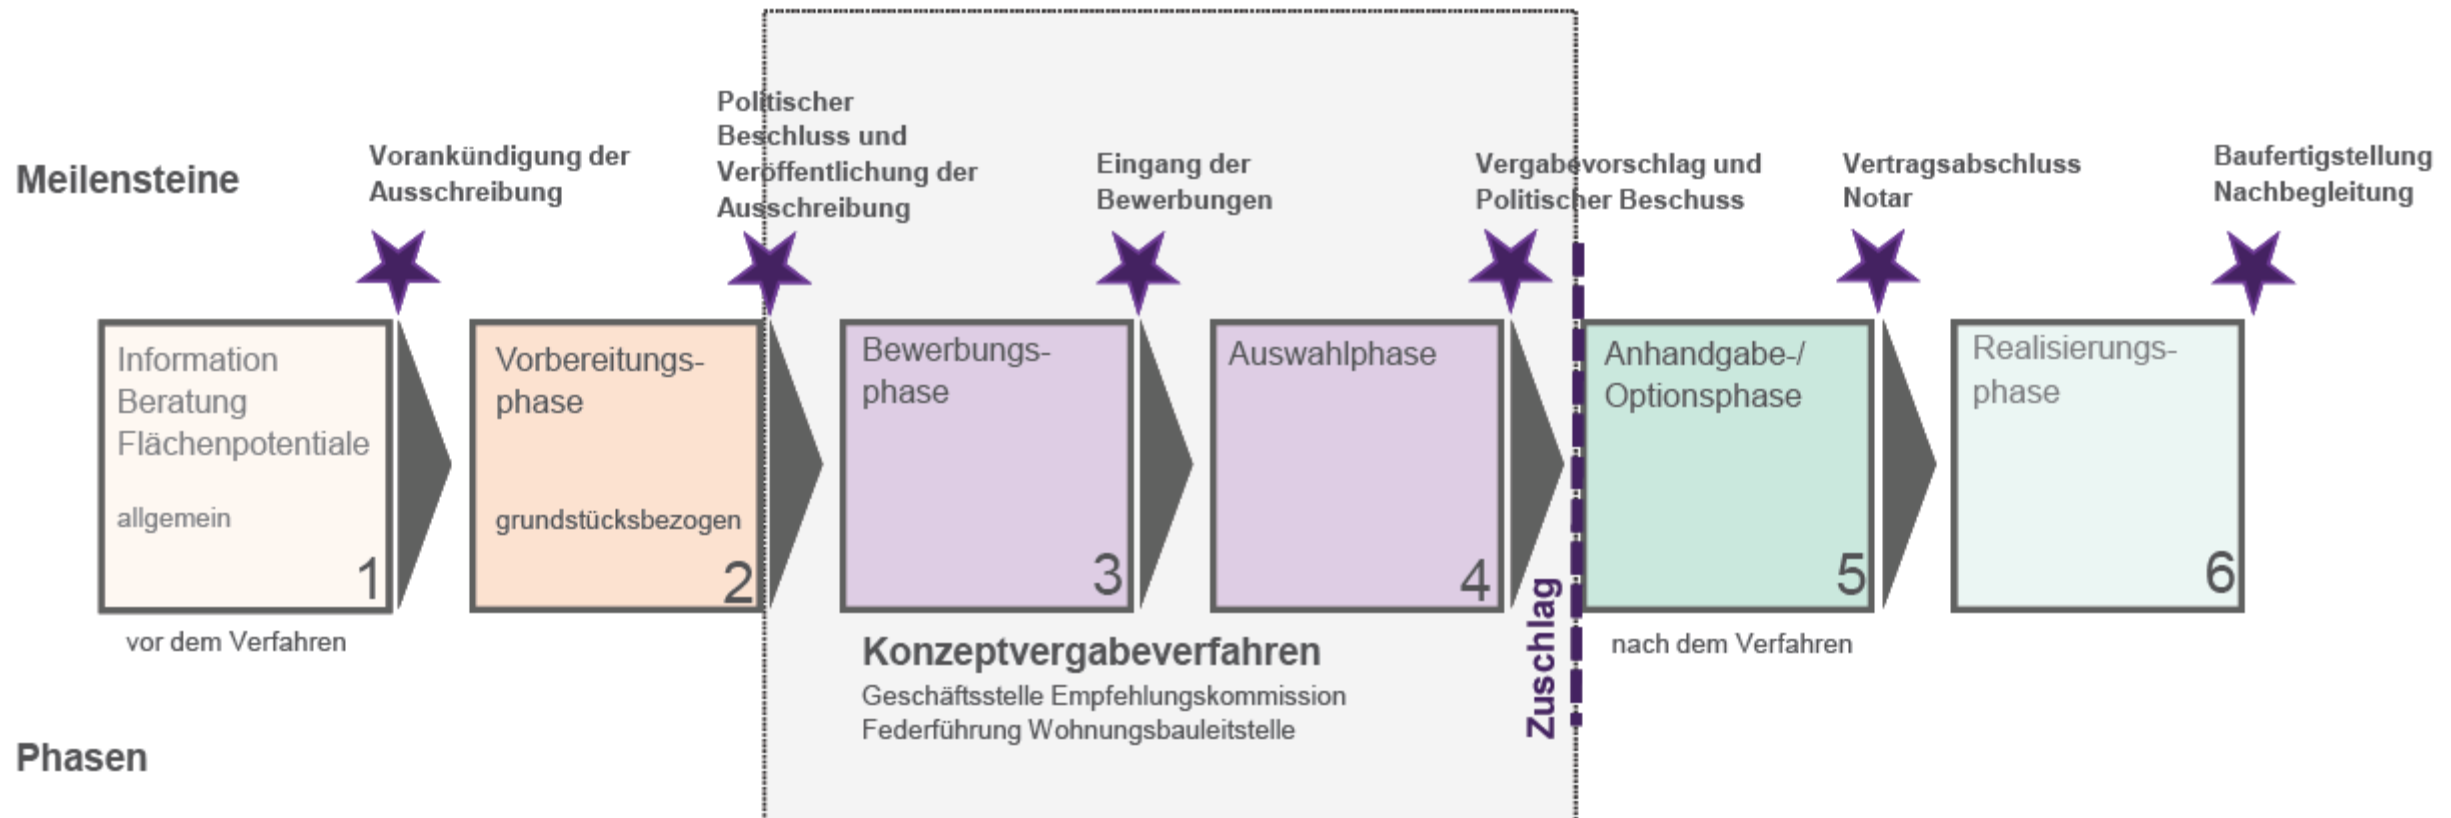 Meilensteine
Vorankündigung der
Ausschreibung
Politischer
Beschluss und
Veröffentlichung der
Ausschreibung
Eingang der
Bewerbungen
Vergabevorschlag und
Politischer Beschuss
Vertragsabschluss
Notar
Baufertigstellung
Nachbegleitung
Information
Beratung
Flächenpotentiale
allgemein
1
vor dem Verfahren
Vorbereitungs-
phase
grundstücksbezogen
2
Bewerbungs-
phase
3
Auswahlphase
4
Konzeptvergabeverfahren
Geschäftsstelle Empfehlungskommission
Federführung Wohnungsbauleitstelle
Zuschlag
Anhandgabe-/
Optionsphase
5
nach dem Verfahren
Realisierungs-
phase
6
Phasen